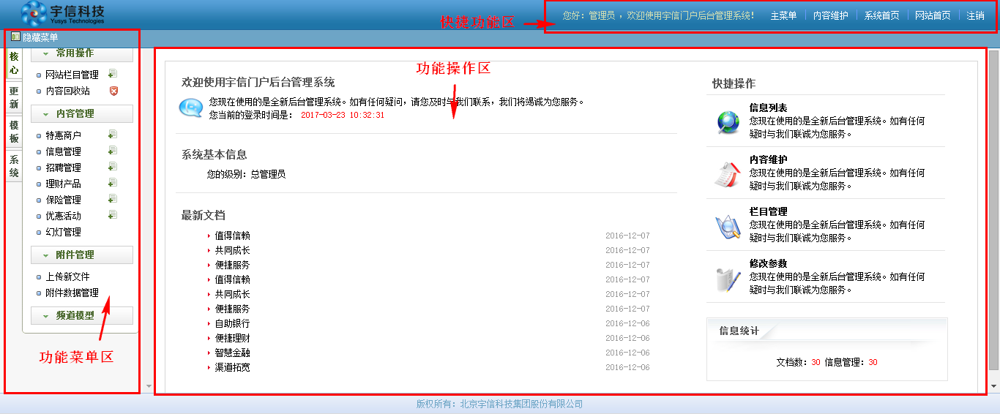 宇信科技
Yusys Technologies
快捷功能区
您好：管理员 ，欢迎使用宇信门户后台管理系统！
主菜单
内容维护
系统首页
网站首页
注销
隐藏菜单
核心
更新
模板
系统
常用操作
网站栏目管理
内容回收站
内容管理
特惠商户
信息管理
招聘管理
理财产品
保险管理
优惠活动
幻灯管理
附件管理
上传新文件
附件数据管理
频道模型
功能菜单区
功能操作区
欢迎使用宇信门户后台管理系统
您现在使用的是全新后台管理系统。如有任何疑问，请您及时与我们联系，我们将竭诚为您服务。
您当前的登录时间是： 2017-03-23 10:32:31
系统基本信息
您的级别：总管理员
最新文档
值得信赖 2016-12-07
共同成长 2016-12-07
便捷服务 2016-12-07
值得信赖 2016-12-07
共同成长 2016-12-07
便捷服务 2016-12-07
自助银行 2016-12-06
便捷理财 2016-12-06
智慧金融 2016-12-06
渠道拓宽 2016-12-06
快捷操作
信息列表
您现在使用的是全新后台管理系统。如有任何
疑时与我们联诚为您服务。
内容维护
您现在使用的是全新后台管理系统。如有任何
疑时与我们联诚为您服务。
栏目管理
您现在使用的是全新后台管理系统。如有任何
疑时与我们联诚为您服务。
修改参数
您现在使用的是全新后台管理系统。如有任何
疑时与我们联诚为您服务。
信息统计
文档数：30 信息管理：30
版权所有：北京宇信科技集团股份有限公司